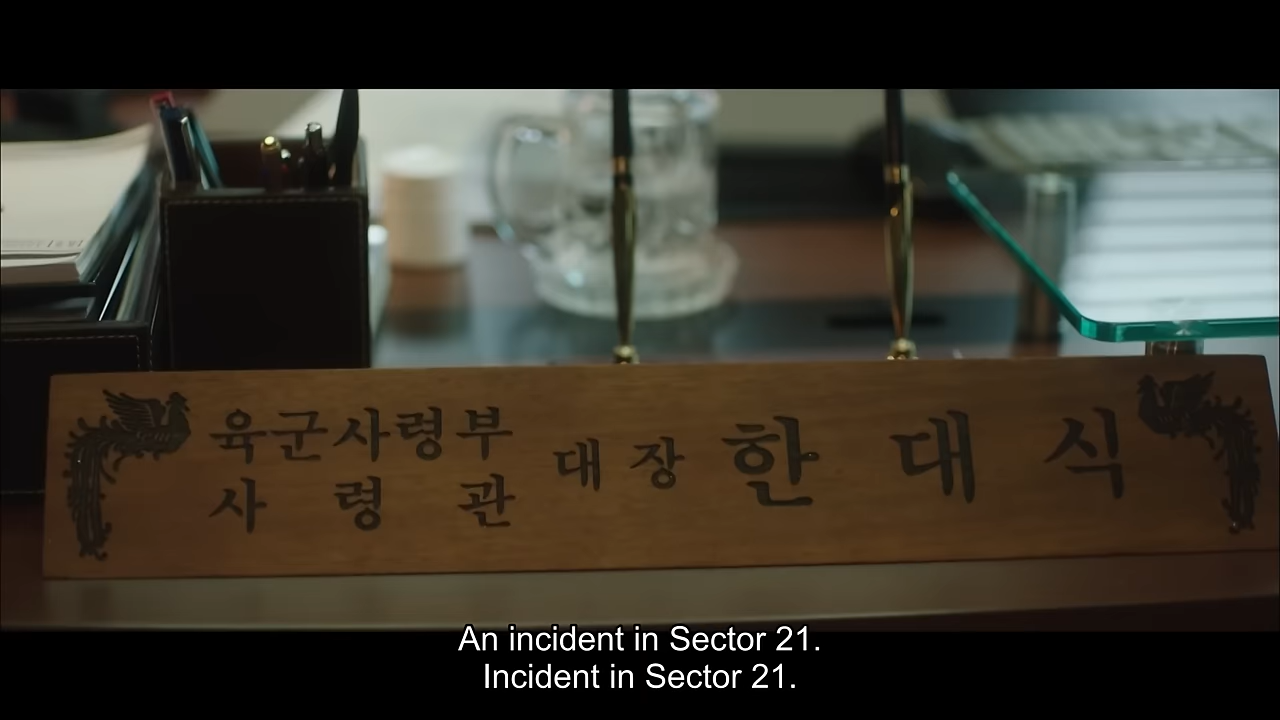 육군사령부
사령관
대장 한대식
An incident in Sector 21.
Incident in Sector 21.